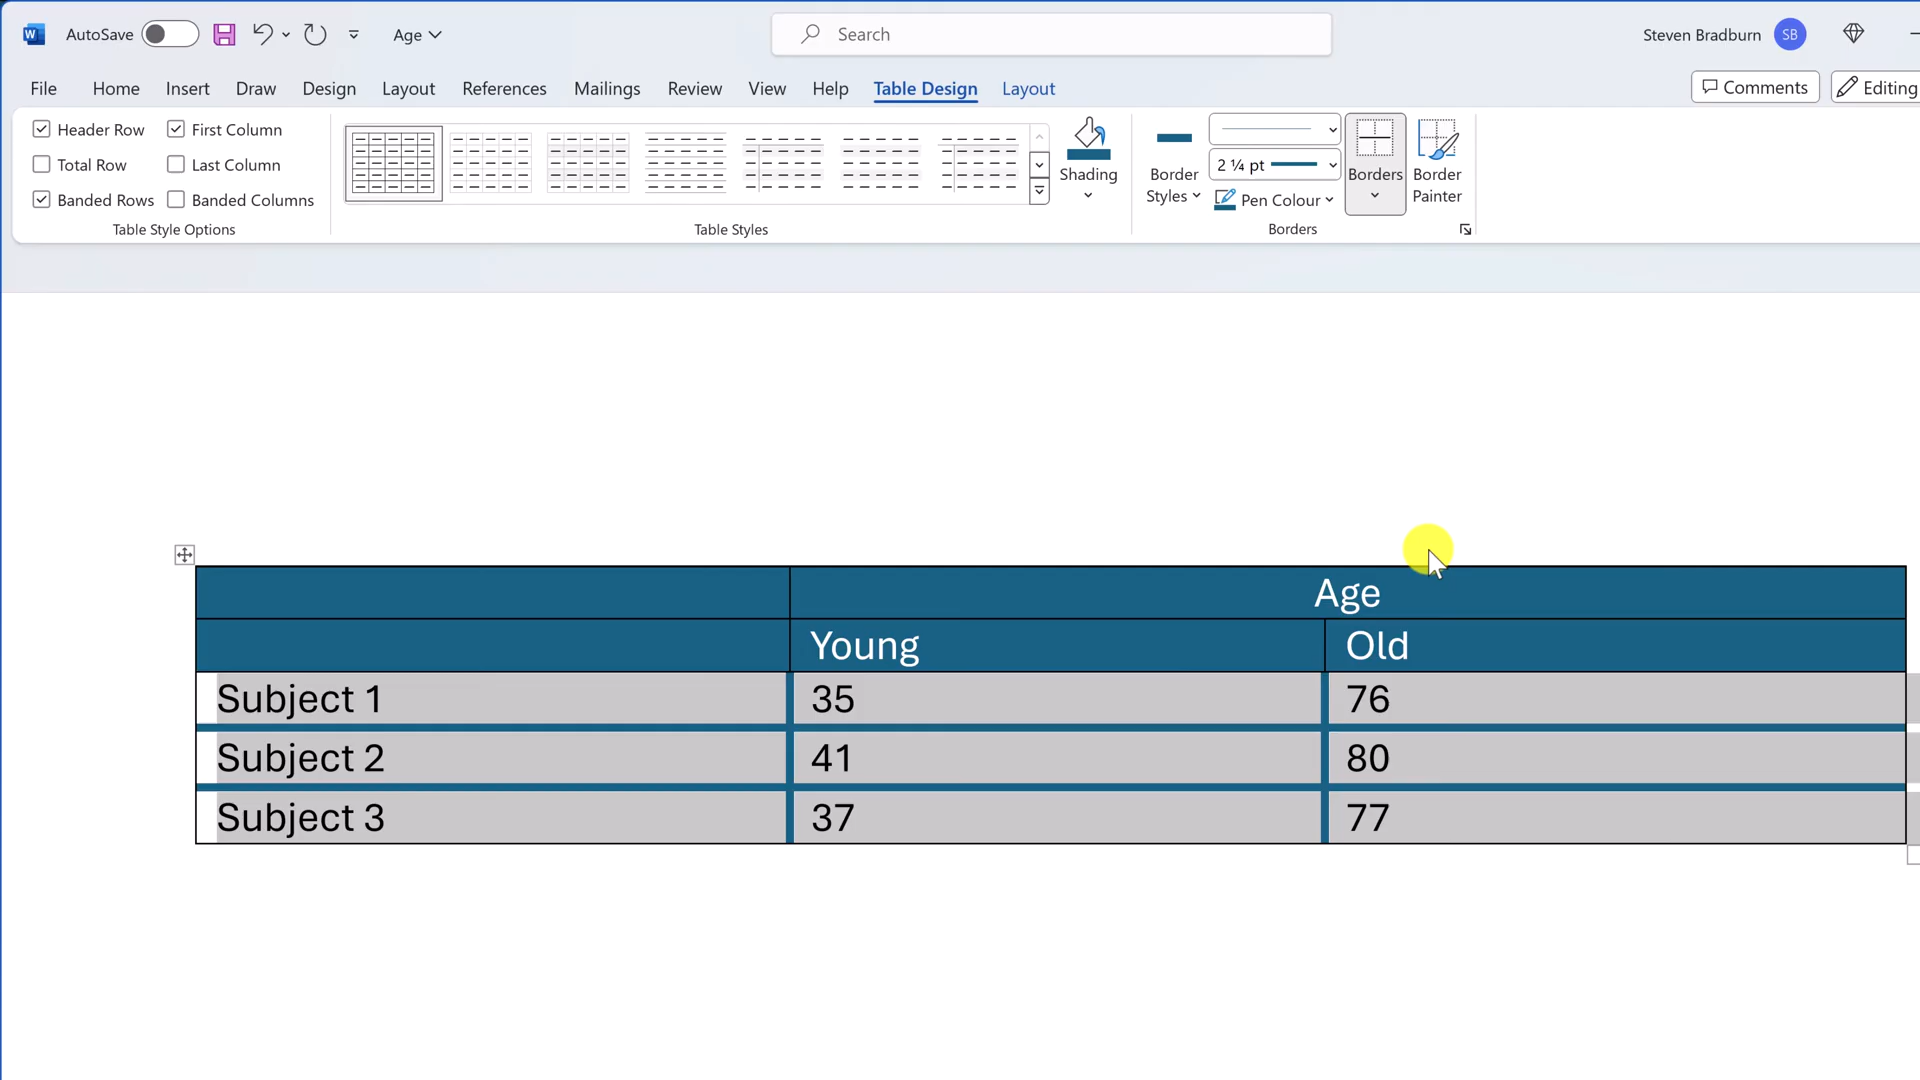 AutoSave Age Search Steven Bradburn SB
File Home Insert Draw Design Layout References Mailings Review View Help Table Design Layout Comments Editing
Header Row First Column
Total Row Last Column
Banded Rows Banded Columns
Table Style Options
Table Styles
Shading
Border Styles
2 ¼ pt
Pen Colour
Borders
Border Painter
Borders
Age
Young Old
Subject 1 35 76
Subject 2 41 80
Subject 3 37 77